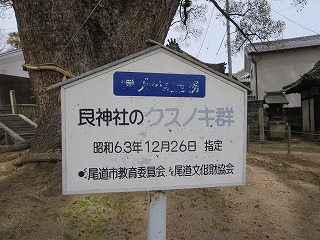 艮神社のクスノキ群
昭和63年12月26日 指定
尾道市教育委員会 尾道文化財協会